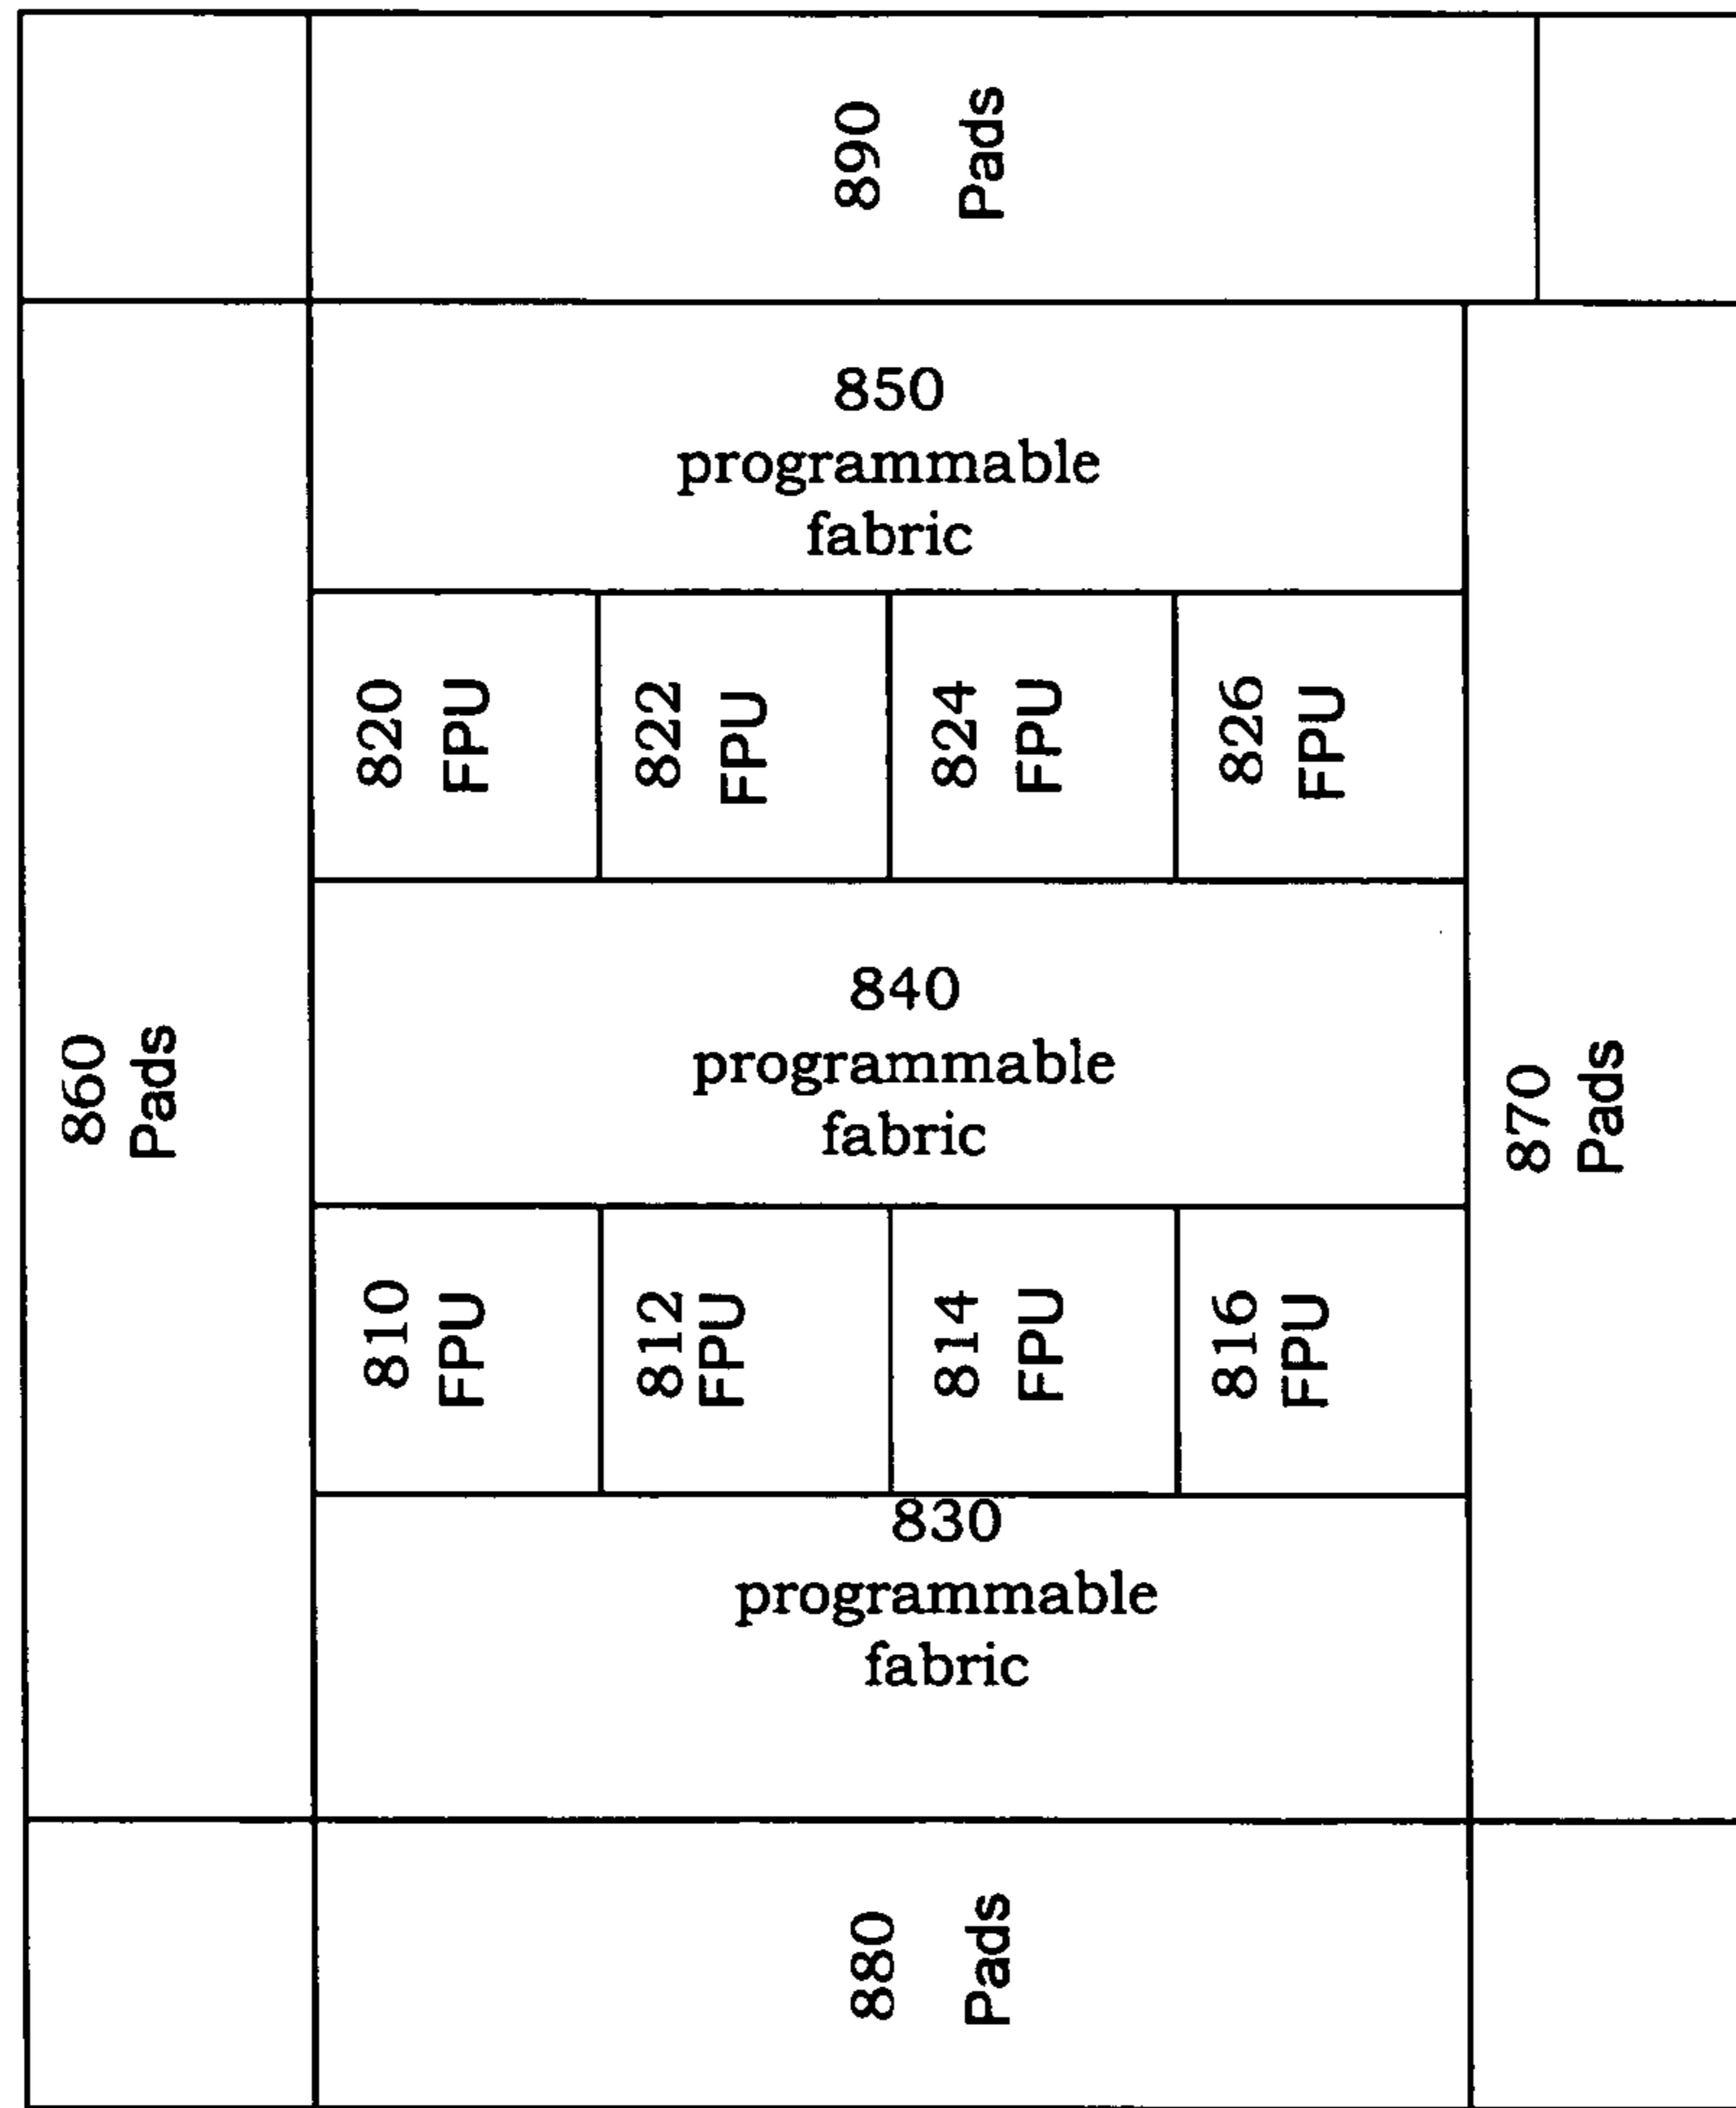 890
Pads
850
programmable
fabric
820
FPU
822
FPU
824
FPU
826
FPU
860
Pads
840
programmable
fabric
870
Pads
810
FPU
812
FPU
814
FPU
816
FPU
830
programmable
fabric
880
Pads